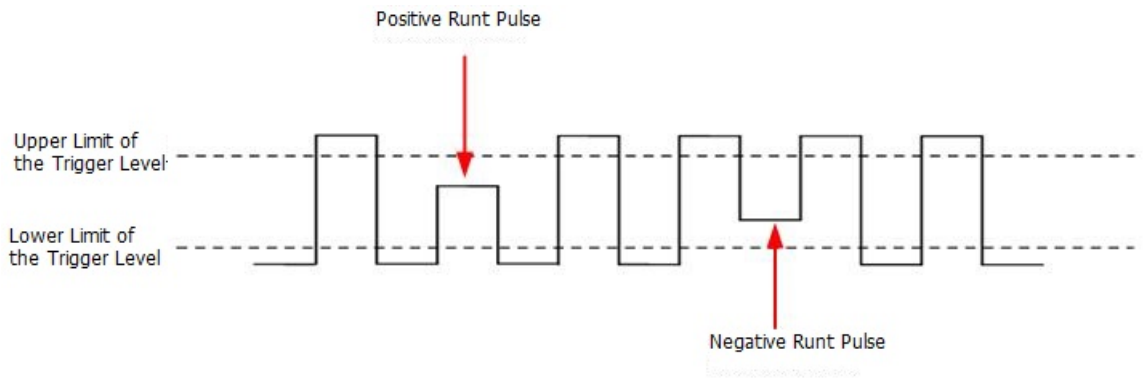 Positive Runt Pulse
Upper Limit of
the Trigger Level
Lower Limit of
the Trigger Level
Negative Runt Pulse